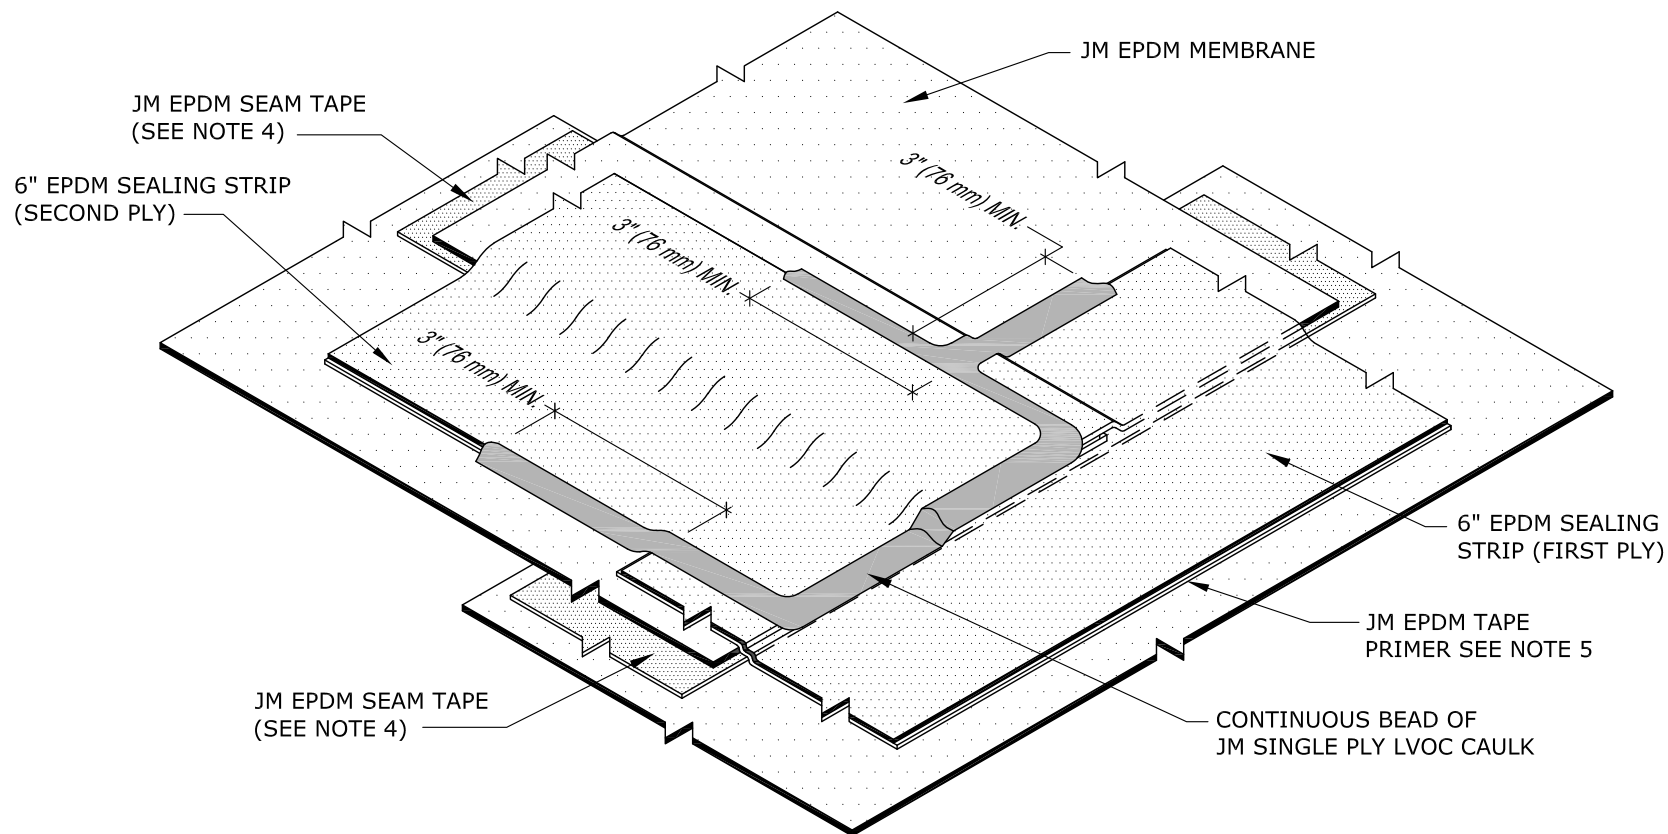 JM EPDM MEMBRANE
JM EPDM SEAM TAPE
(SEE NOTE 4)
6" EPDM SEALING STRIP
(SECOND PLY)
3" (76 mm) MIN.
3" (76 mm) MIN.
3" (76 mm) MIN.
6" EPDM SEALING
STRIP (FIRST PLY)
JM EPDM TAPE
PRIMER SEE NOTE 5
JM EPDM SEAM TAPE
(SEE NOTE 4)
CONTINUOUS BEAD OF
JM SINGLE PLY LVOC CAULK